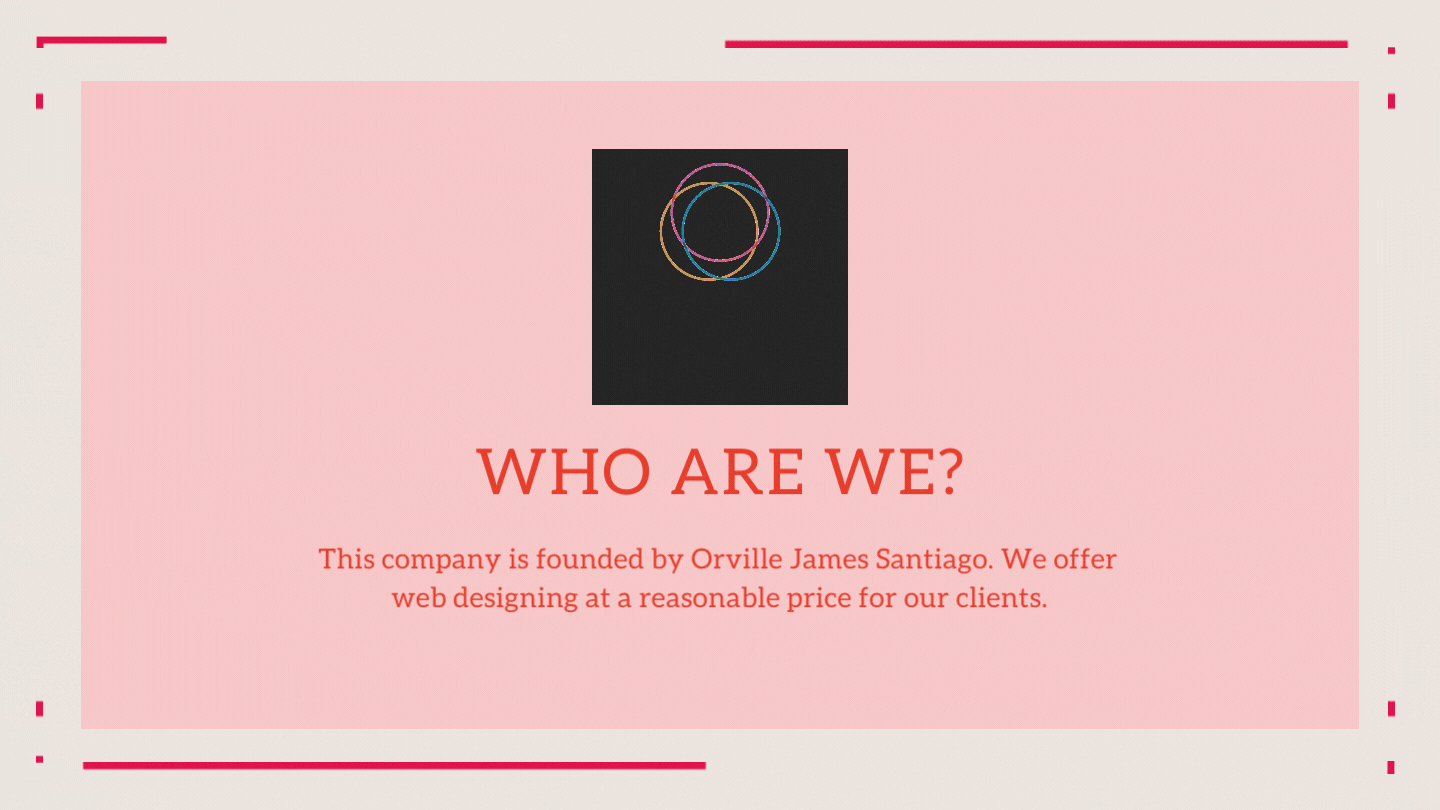 WHO ARE WE?
This company is founded by Orville James Santiago. We offer
web designing at a reasonable price for our clients.